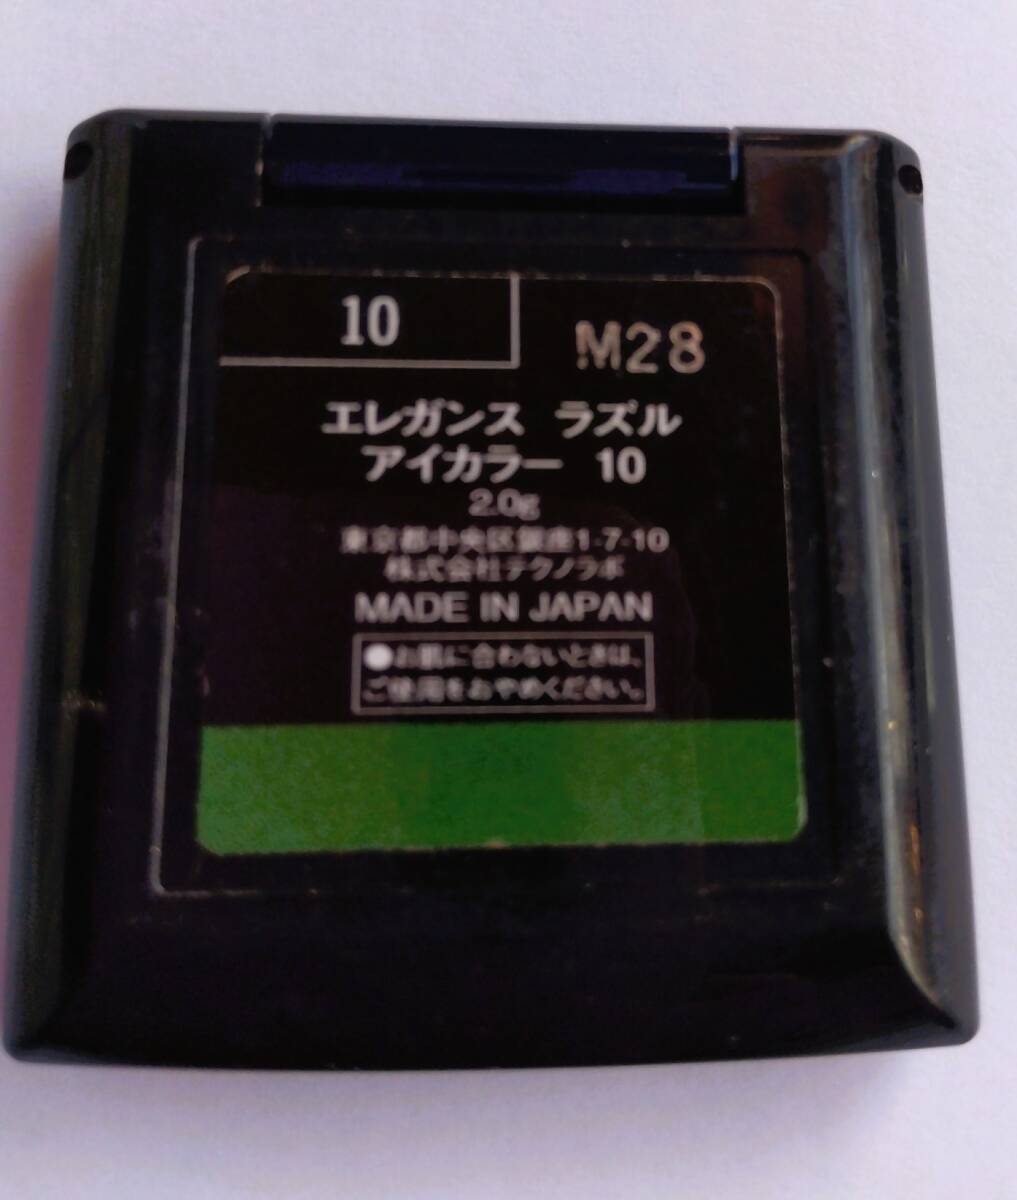 10
M28
エレガンス ラズル
アイカラー 10
2.0g
東京都中央区銀座1-7-10
株式会社テクノラボ
MADE IN JAPAN
●お肌に合わないときは、
ご使用をおやめください。